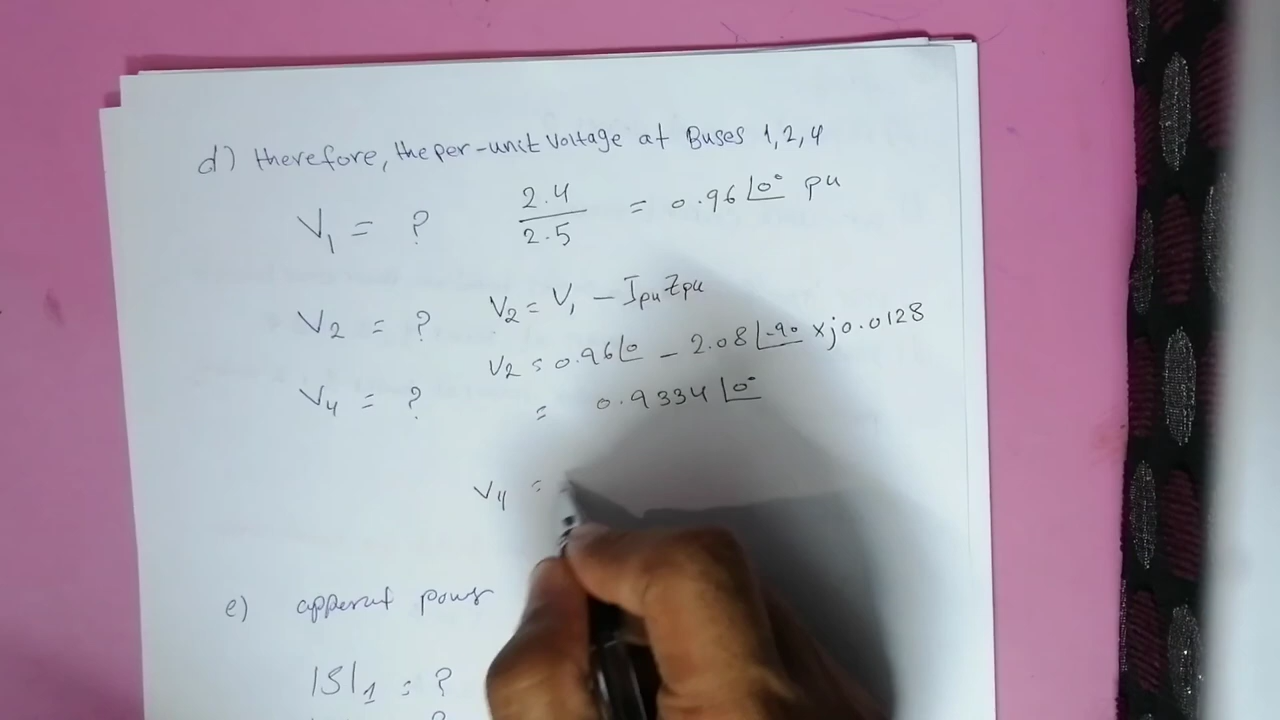 d) therefore, the per-unit Voltage at Buses 1, 2, 4
V1 = ? 2.4 / 2.5 = 0.96 ∠0° pu
V2 = ? V2 = V1 - Ipu Zpu
V2 = 0.96∠0 - 2.08∠-90 x j0.0128
V4 = ? = 0.9334∠0°
V4 =
e) apperut power
|S|1 = ?
?